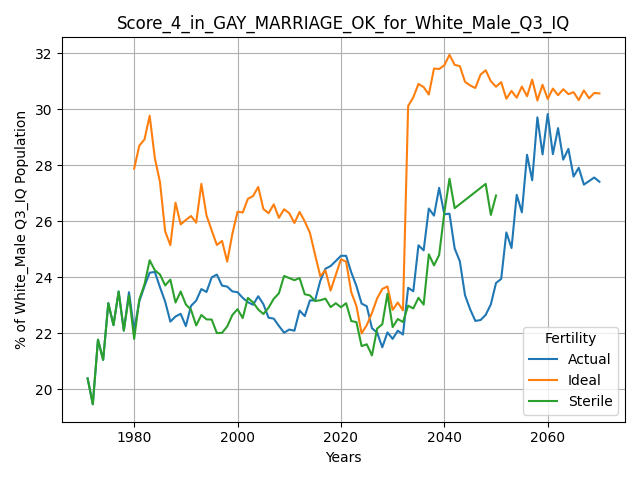 Score_4_in_GAY_MARRIAGE_OK_for_White_Male_Q3_IQ
% of White_Male Q3_IQ Population
32
30
28
26
24
22
20
1980
2000
2020
2040
2060
Years
Fertility
Actual
Ideal
Sterile